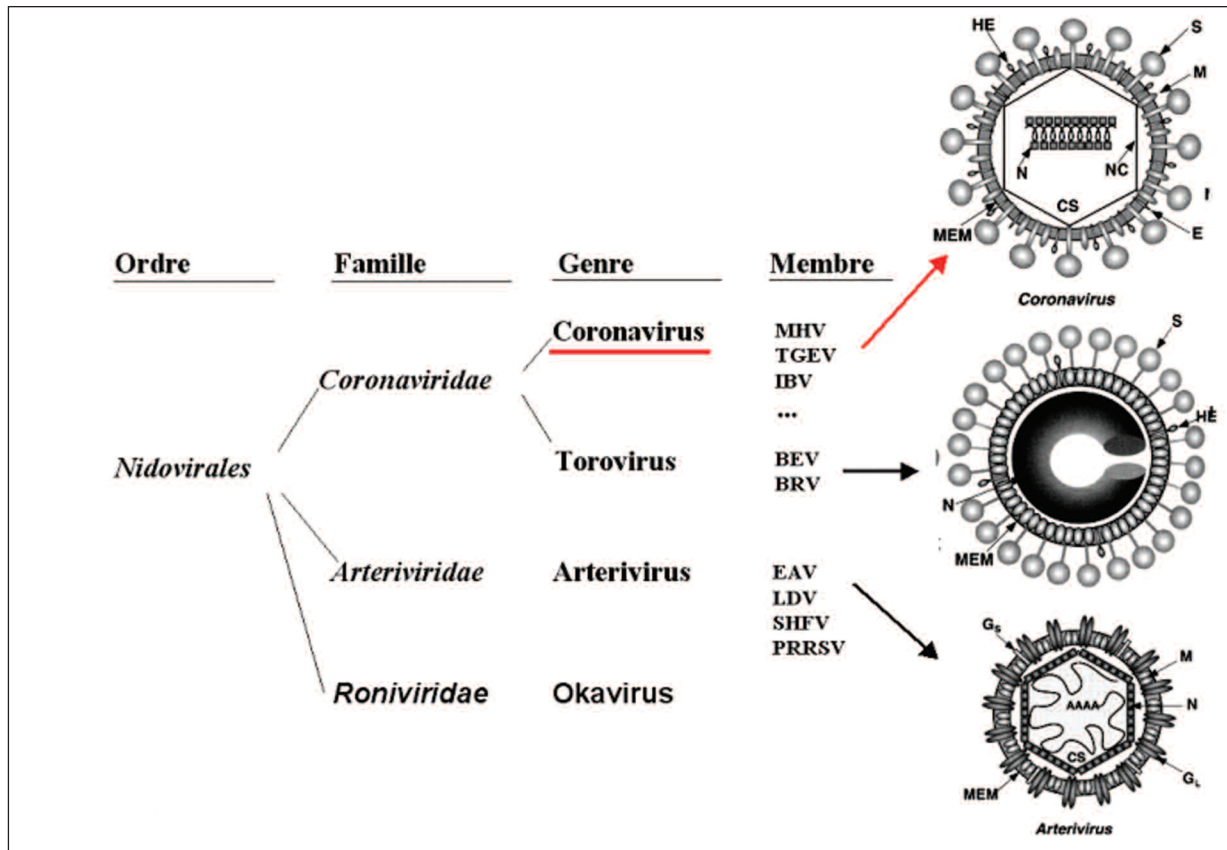 Ordre Famille Genre Membre
Nidovirales
Coronaviridae
Arteriviridae
Roniviridae
Coronavirus
Torovirus
Arterivirus
Okavirus
MHV
TGEV
IBV
...
BEV
BRV
EAV
LDV
SHFV
PRRSV
HE
S
M
N
NC
CS
MEM
E
Coronavirus
S
HE
N
MEM
GS
M
N
AAAA
CS
MEM
GL
Arterivirus